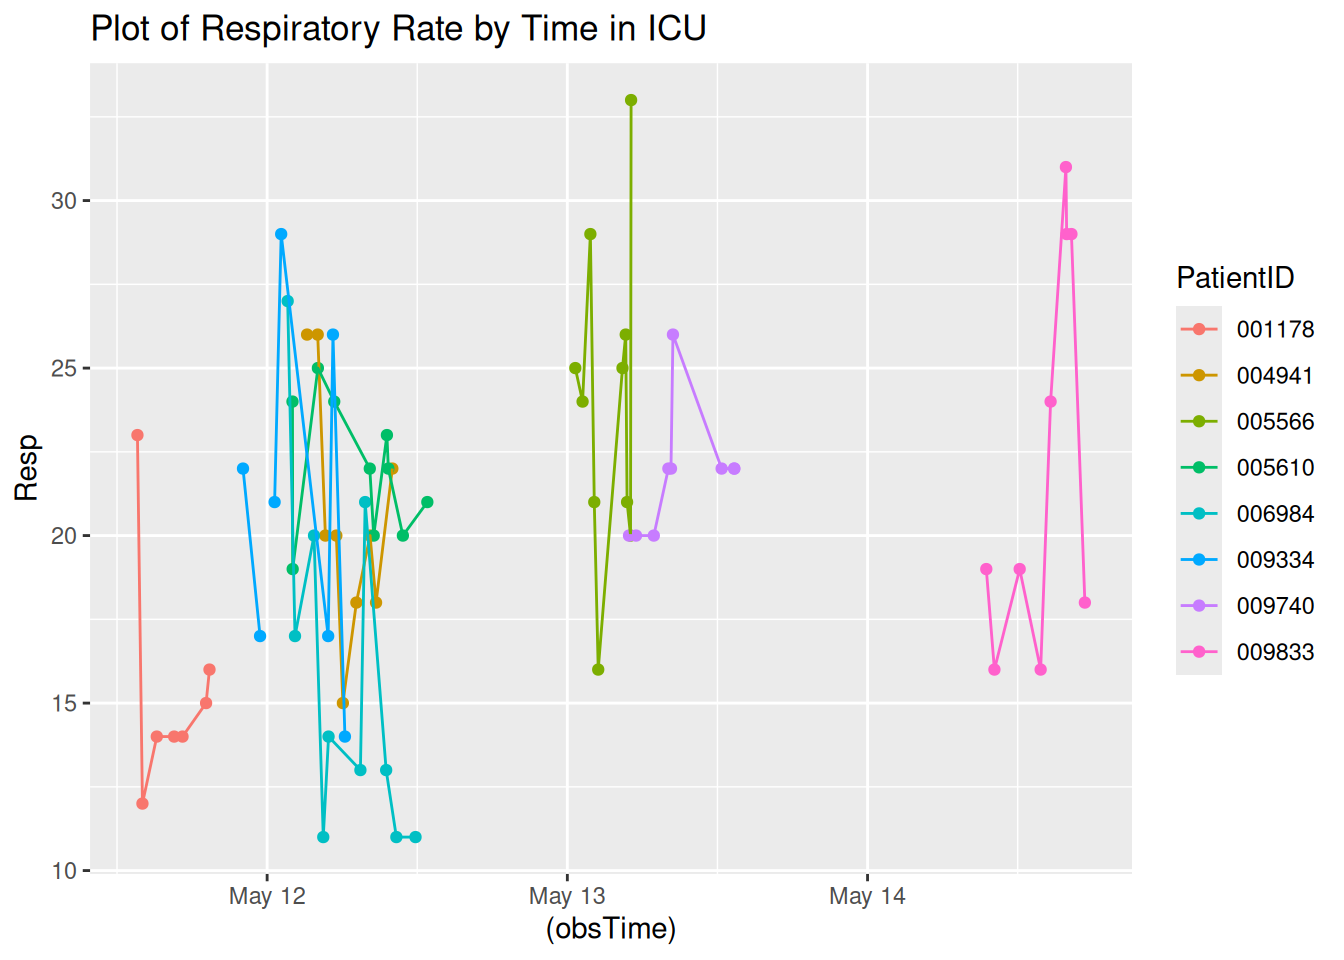 Plot of Respiratory Rate by Time in ICU
Resp
30
25
20
15
10
May 12
May 13
May 14
(obsTime)
PatientID
001178
004941
005566
005610
006984
009334
009740
009833